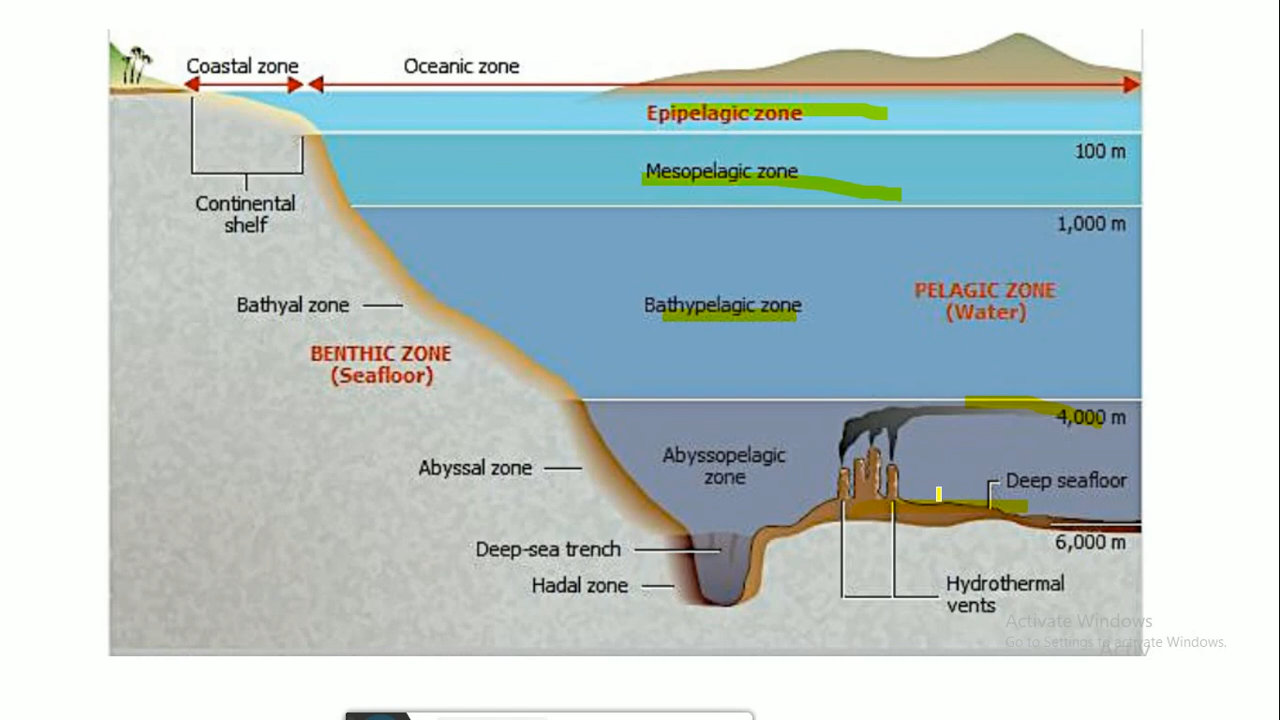 Coastal zone
Oceanic zone
Epipelagic zone
100 m
Mesopelagic zone
Continental
shelf
1,000 m
Bathyal zone
Bathypelagic zone
PELAGIC ZONE
(Water)
BENTHIC ZONE
(Seafloor)
4,000 m
Abyssal zone
Abyssopelagic
zone
Deep seafloor
Deep-sea trench
6,000 m
Hadal zone
Hydrothermal
vents
Activate Windows
Go to Settings to activate Windows.
Activ